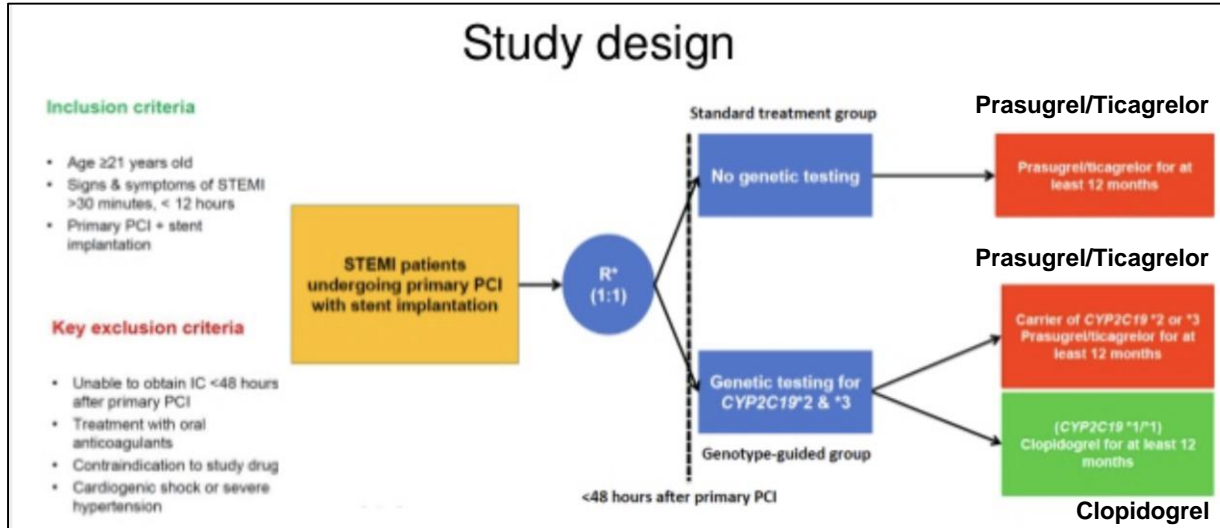 Study design
Inclusion criteria
• Age ≥21 years old
• Signs & symptoms of STEMI
>30 minutes, < 12 hours
• Primary PCI + stent
implantation
Key exclusion criteria
• Unable to obtain IC <48 hours
after primary PCI
• Treatment with oral
anticoagulants
• Contraindication to study drug
• Cardiogenic shock or severe
hypertension
STEMI patients
undergoing primary PCI
with stent implantation
R*
(1:1)
Standard treatment group
No genetic testing
Prasugrel/Ticagrelor
Prasugrel/ticagrelor for at
least 12 months
Genetic testing for
CYP2C19*2 & *3
Genotype-guided group
<48 hours after primary PCI
Prasugrel/Ticagrelor
Carrier of CYP2C19 *2 or *3
Prasugrel/ticagrelor for at
least 12 months
(CYP2C19 *1/*1)
Clopidogrel for at least 12
months
Clopidogrel